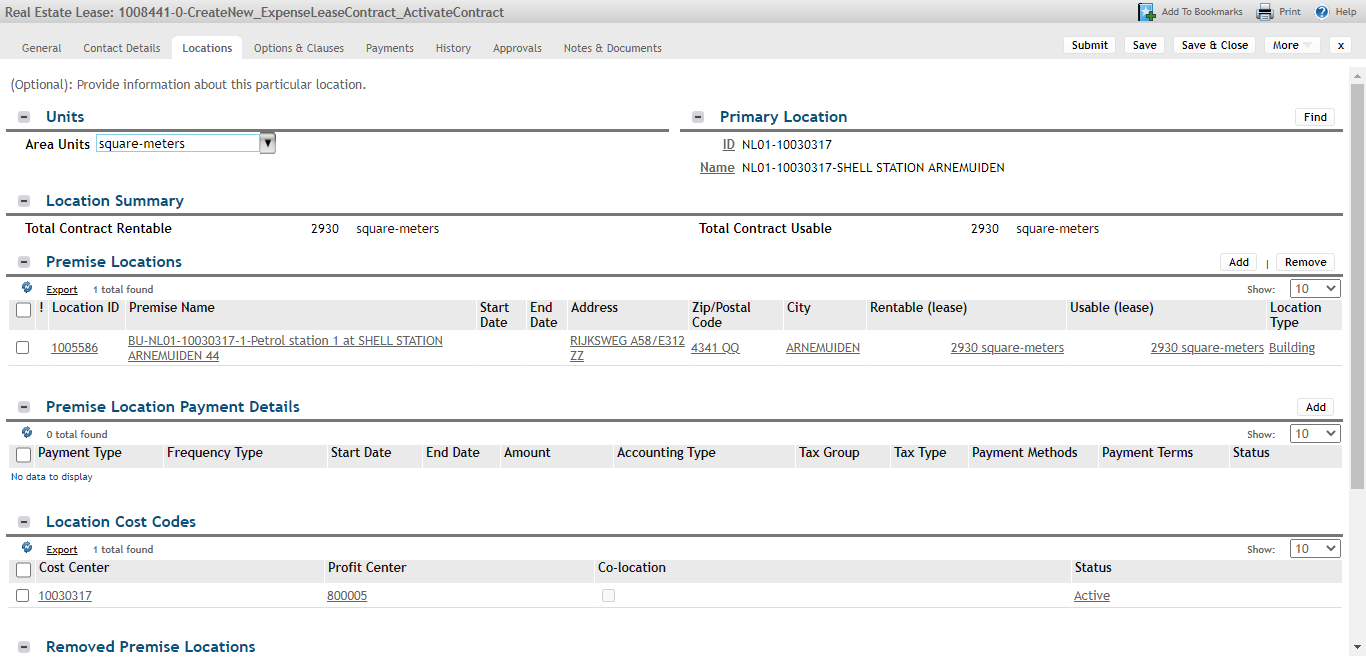 Real Estate Lease: 1008441-0-CreateNew_ExpenseLeaseContract_ActivateContract
Add To Bookmarks Print Help
General Contact Details Locations Options & Clauses Payments History Approvals Notes & Documents
Submit Save Save & Close More x
(Optional): Provide information about this particular location.
Units
Area Units square-meters
Primary Location Find
ID NL01-10030317
Name NL01-10030317-SHELL STATION ARNEMUIDEN
Location Summary
Total Contract Rentable 2930 square-meters Total Contract Usable 2930 square-meters
Premise Locations Add | Remove
Export 1 total found Show: 10
! Location ID Premise Name Start Date End Date Address Zip/Postal Code City Rentable (lease) Usable (lease) Location Type
1005586 BU-NL01-10030317-1-Petrol station 1 at SHELL STATION ARNEMUIDEN 44 RIJKSWEG A58/E312 ZZ 4341 QQ ARNEMUIDEN 2930 square-meters 2930 square-meters Building
Premise Location Payment Details Add
0 total found Show: 10
Payment Type Frequency Type Start Date End Date Amount Accounting Type Tax Group Tax Type Payment Methods Payment Terms Status
No data to display
Location Cost Codes
Export 1 total found Show: 10
Cost Center Profit Center Co-location Status
10030317 800005 Active
Removed Premise Locations